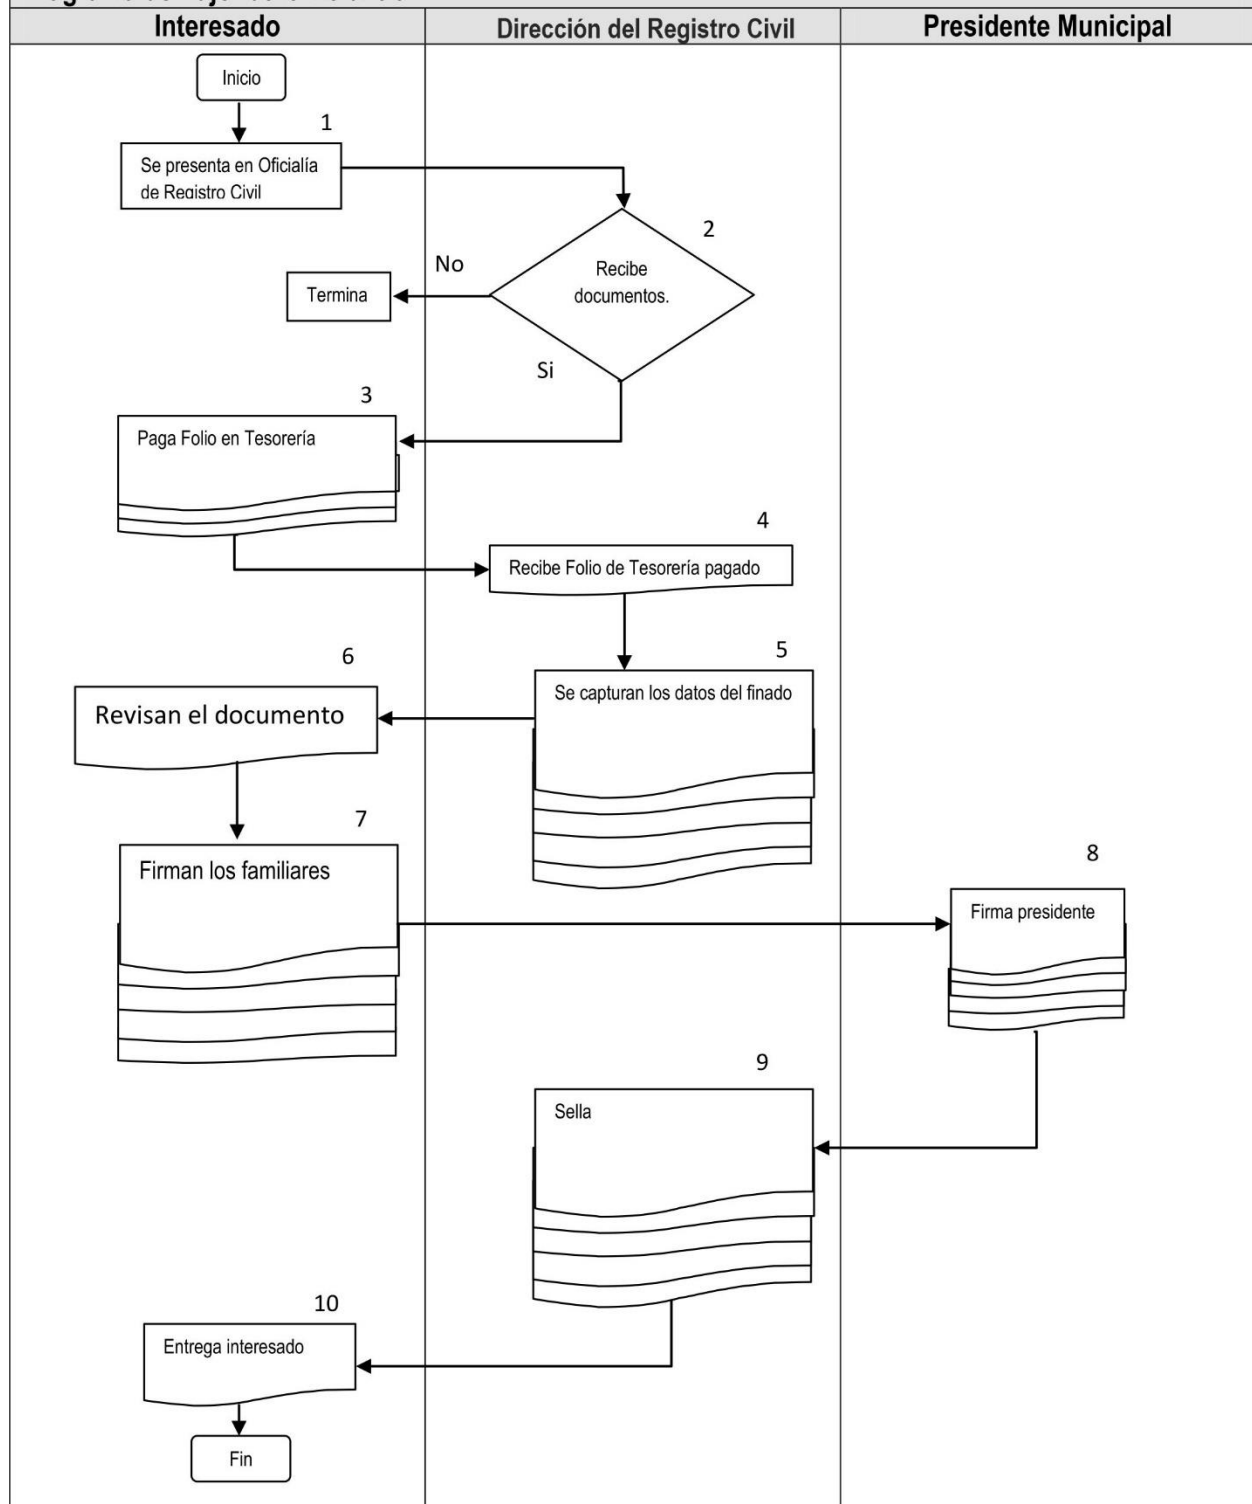 Interesado
Dirección del Registro Civil
Presidente Municipal
Inicio
1
Se presenta en Oficialía
de Registro Civil
2
Recibe
documentos.
No
Termina
Si
3
Paga Folio en Tesorería
4
Recibe Folio de Tesorería pagado
5
Se capturan los datos del finado
6
Revisan el documento
7
Firman los familiares
8
Firma presidente
9
Sella
10
Entrega interesado
Fin